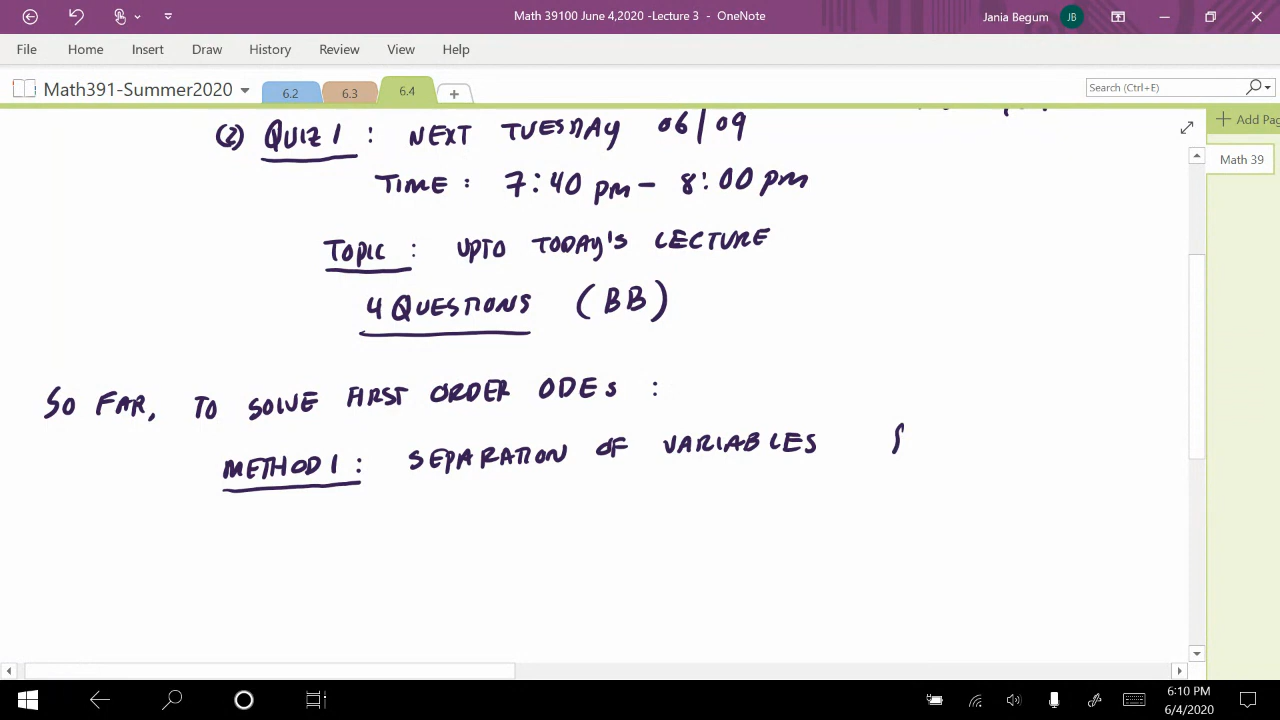 Math 39100 June 4,2020 -Lecture 3 - OneNote
Jania Begum JB
File Home Insert Draw History Review View Help
Math391-Summer2020 6.2 6.3 6.4
Search (Ctrl+E)
Add Pag
Math 39
(2) QUIZ 1 : NEXT TUESDAY 06/09
TIME : 7:40 pm - 8:00 pm
TOPIC : UPTO TODAY'S LECTURE
4 QUESTIONS (BB)
SO FAR, TO SOLVE FIRST ORDER ODEs :
METHOD 1 : SEPARATION OF VARIABLES
6:10 PM
6/4/2020